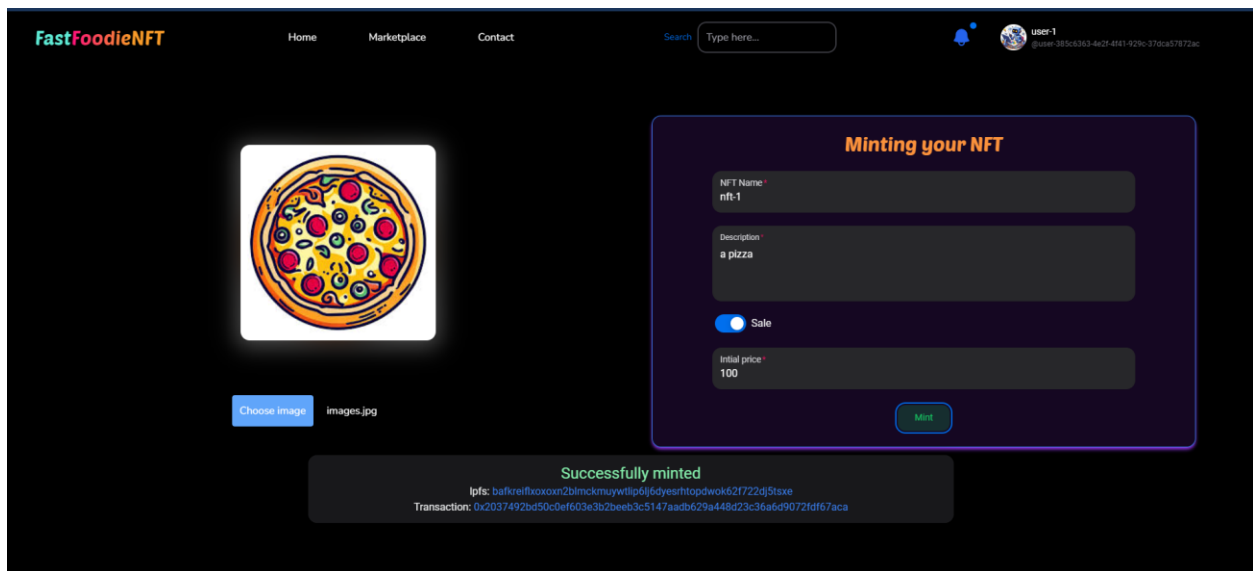 FastFoodieNFT
Home Marketplace Contact Search Type here... user-1
@user-385c6363-4e2f-4f41-929c-37dca57872ac
Minting your NFT
NFT Name*
nft-1
Description*
a pizza
Sale
Intial price*
100
Choose image images.jpg
Mint
Successfully minted
Ipfs: bafkreiflxoxoxn2blmckmuywtlip6lj6dyesrhtopdwok62f722dj5tsxe
Transaction: 0x2037492bd50c0ef603e3b2beeb3c5147aadb629a448d23c36a6d9072fdf67aca